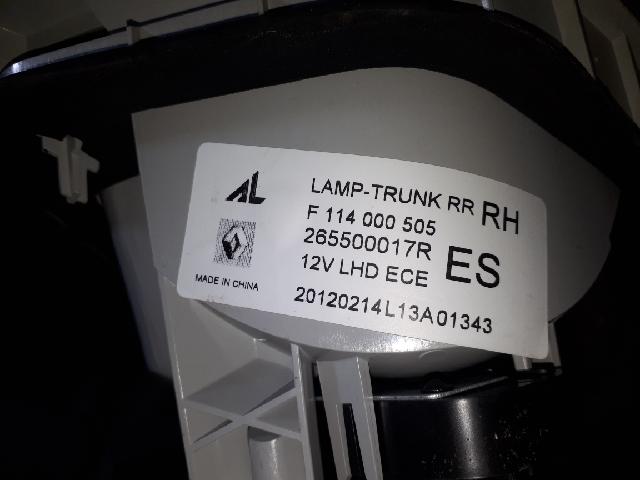 AL
LAMP-TRUNK RR RH
F 114 000 505
265500017R ES
12V LHD ECE
MADE IN CHINA
20120214L13A01343